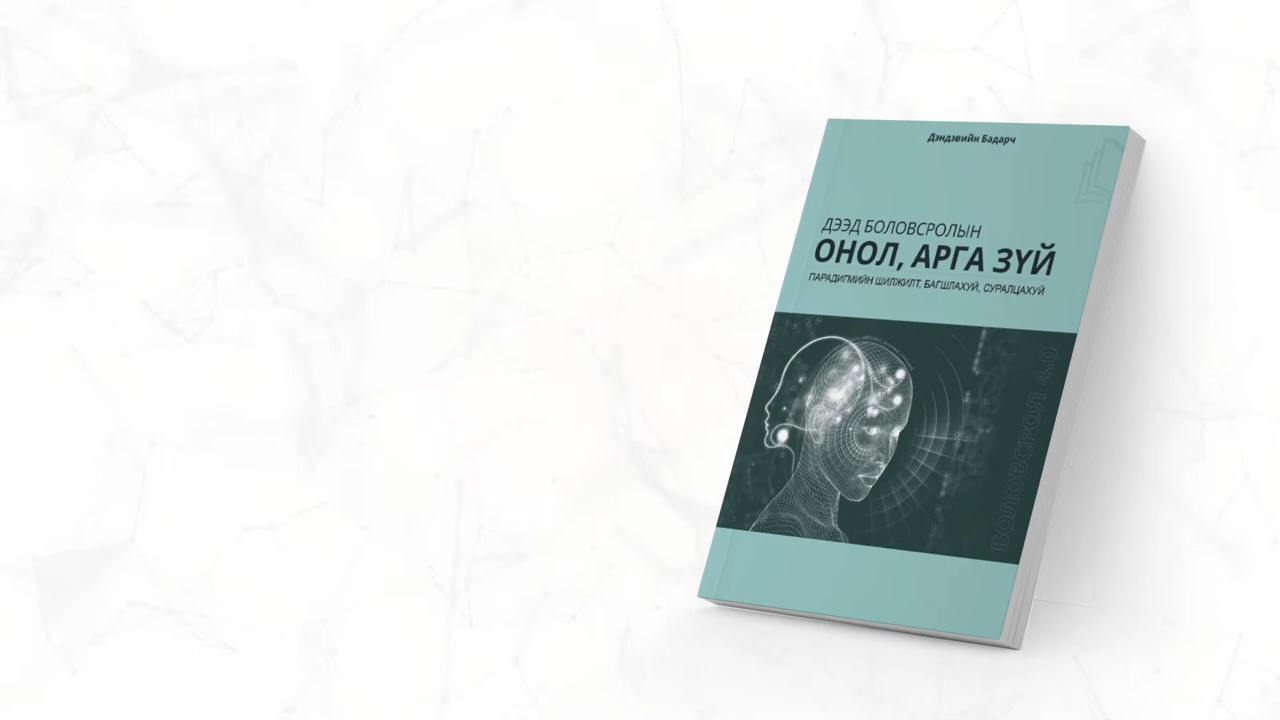 Дэндэвийн Бадарч
ДЭЭД БОЛОВСРОЛЫН
ОНОЛ, АРГА ЗҮЙ
ПАРАДИГМИЙН ШИЛЖИЛТ, БАГШЛАХУЙ, СУРАЛЦАХУЙ
БОЛОВСРОЛ 4.0